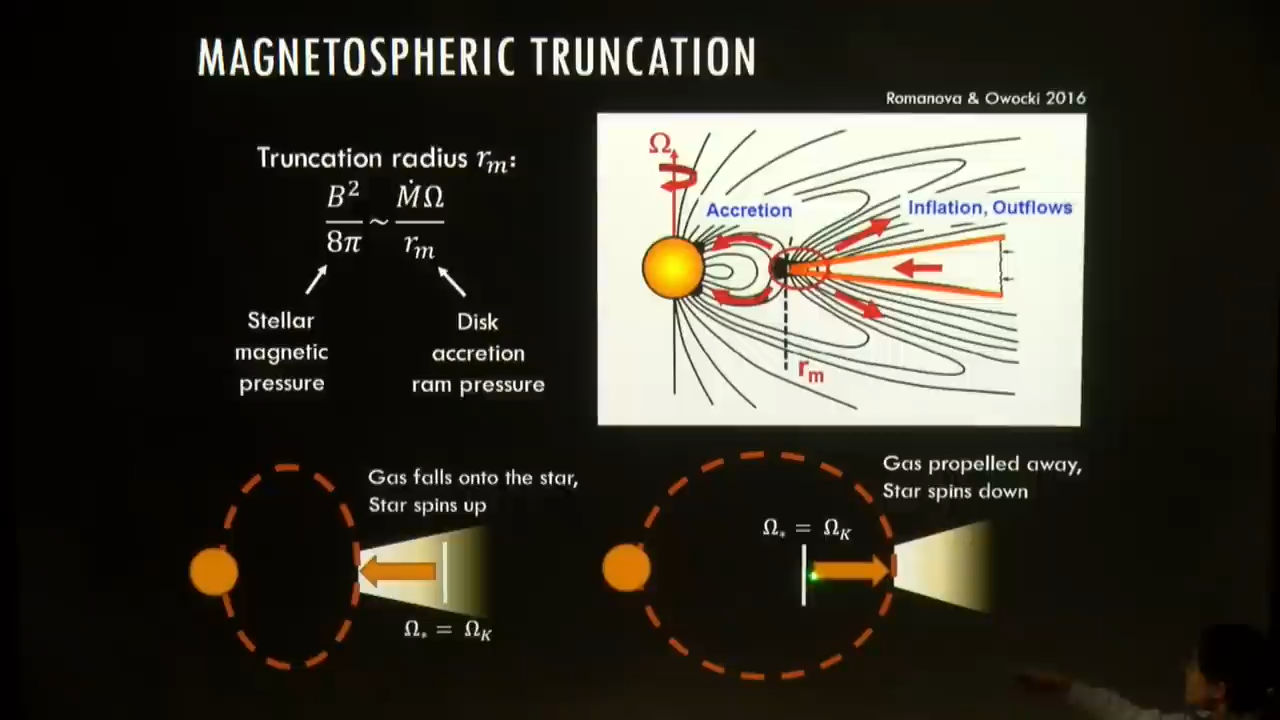 MAGNETOSPHERIC TRUNCATION
Romanova & Owocki 2016
Truncation radius r_m:
B²/8π ~ ṀΩ/r_m
Stellar
magnetic
pressure
Disk
accretion
ram pressure
Ω
Accretion
Inflation, Outflows
r_m
Gas falls onto the star,
Star spins up
Ω* = Ω_K
Gas propelled away,
Star spins down
Ω* = Ω_K